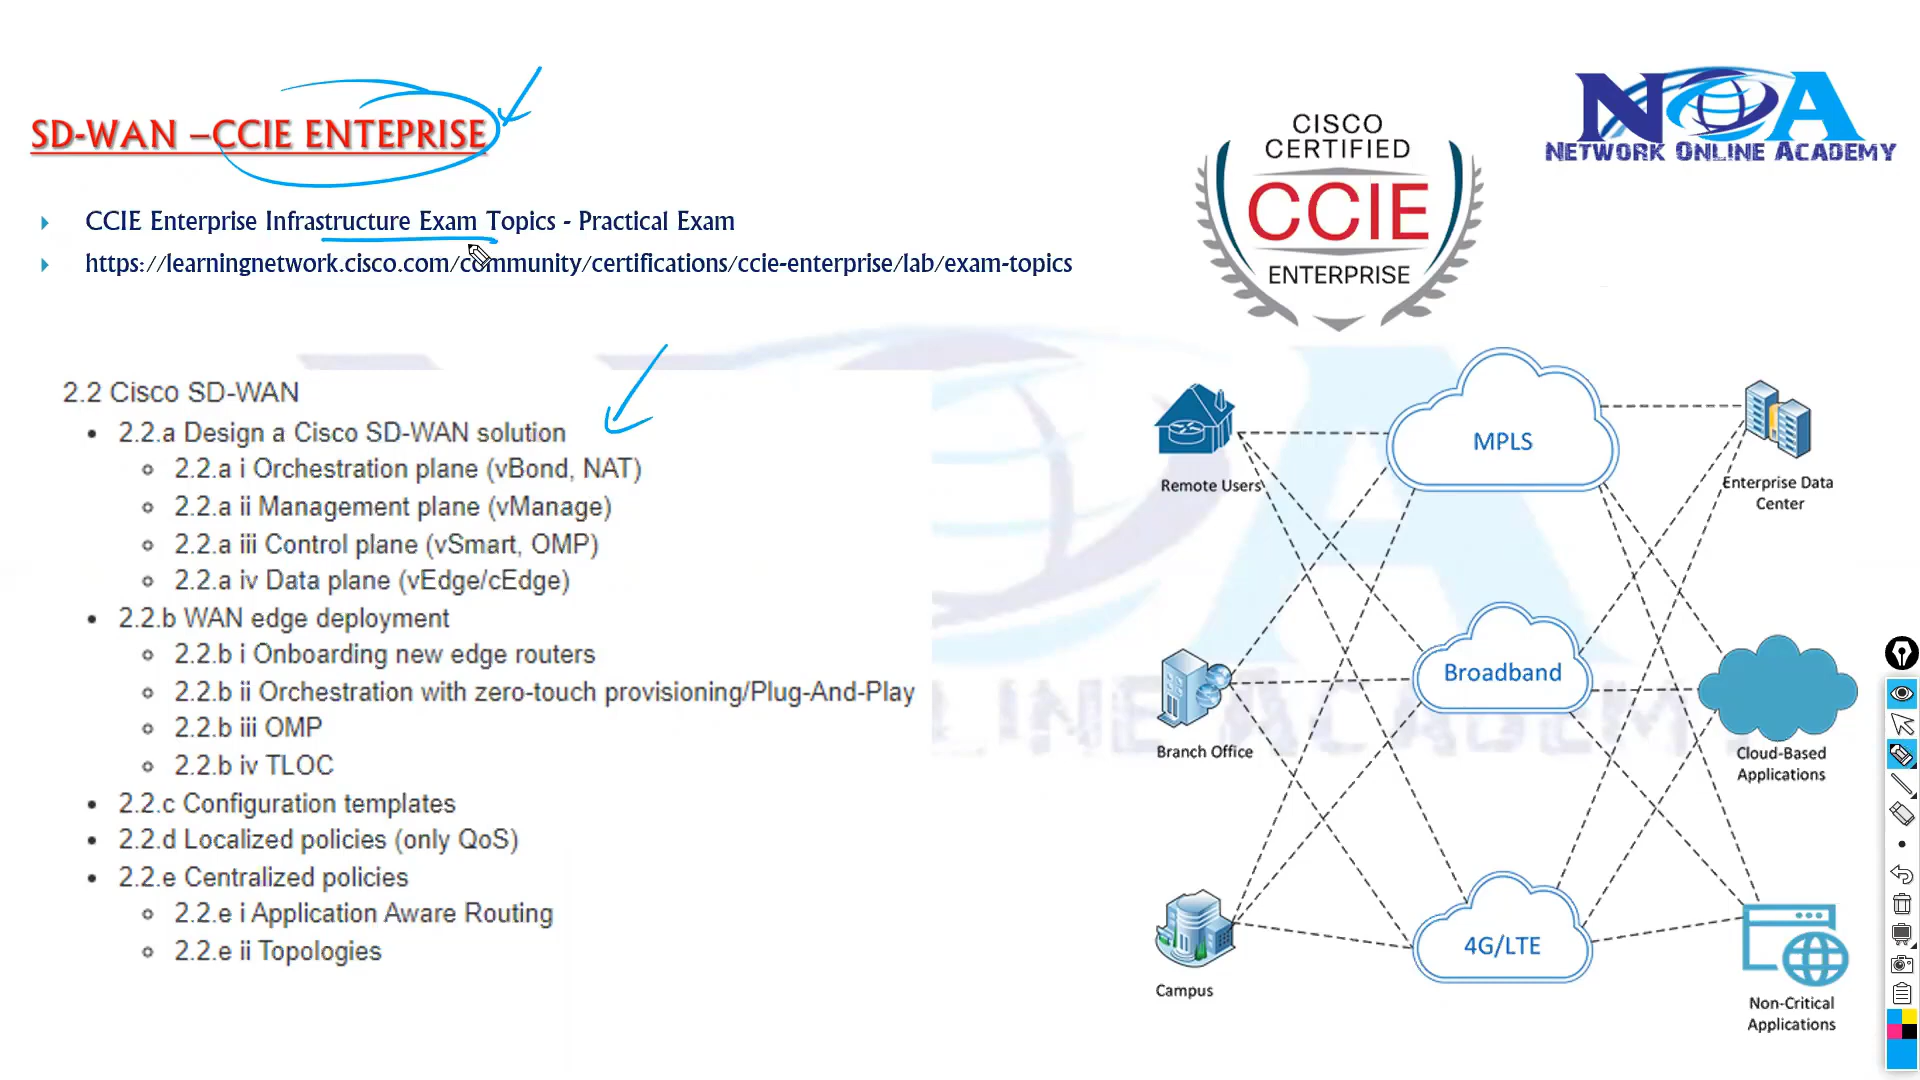 SD-WAN –CCIE ENTEPRISE
CCIE Enterprise Infrastructure Exam Topics - Practical Exam
https://learningnetwork.cisco.com/community/certifications/ccie-enterprise/lab/exam-topics
CISCO
CERTIFIED
CCIE
ENTERPRISE
NOA
NETWORK ONLINE ACADEMY
2.2 Cisco SD-WAN
2.2.a Design a Cisco SD-WAN solution
2.2.a i Orchestration plane (vBond, NAT)
2.2.a ii Management plane (vManage)
2.2.a iii Control plane (vSmart, OMP)
2.2.a iv Data plane (vEdge/cEdge)
2.2.b WAN edge deployment
2.2.b i Onboarding new edge routers
2.2.b ii Orchestration with zero-touch provisioning/Plug-And-Play
2.2.b iii OMP
2.2.b iv TLOC
2.2.c Configuration templates
2.2.d Localized policies (only QoS)
2.2.e Centralized policies
2.2.e i Application Aware Routing
2.2.e ii Topologies
MPLS
Remote Users
Enterprise Data
Center
Broadband
Branch Office
Cloud-Based
Applications
4G/LTE
Campus
Non-Critical
Applications
LINE ACADEM